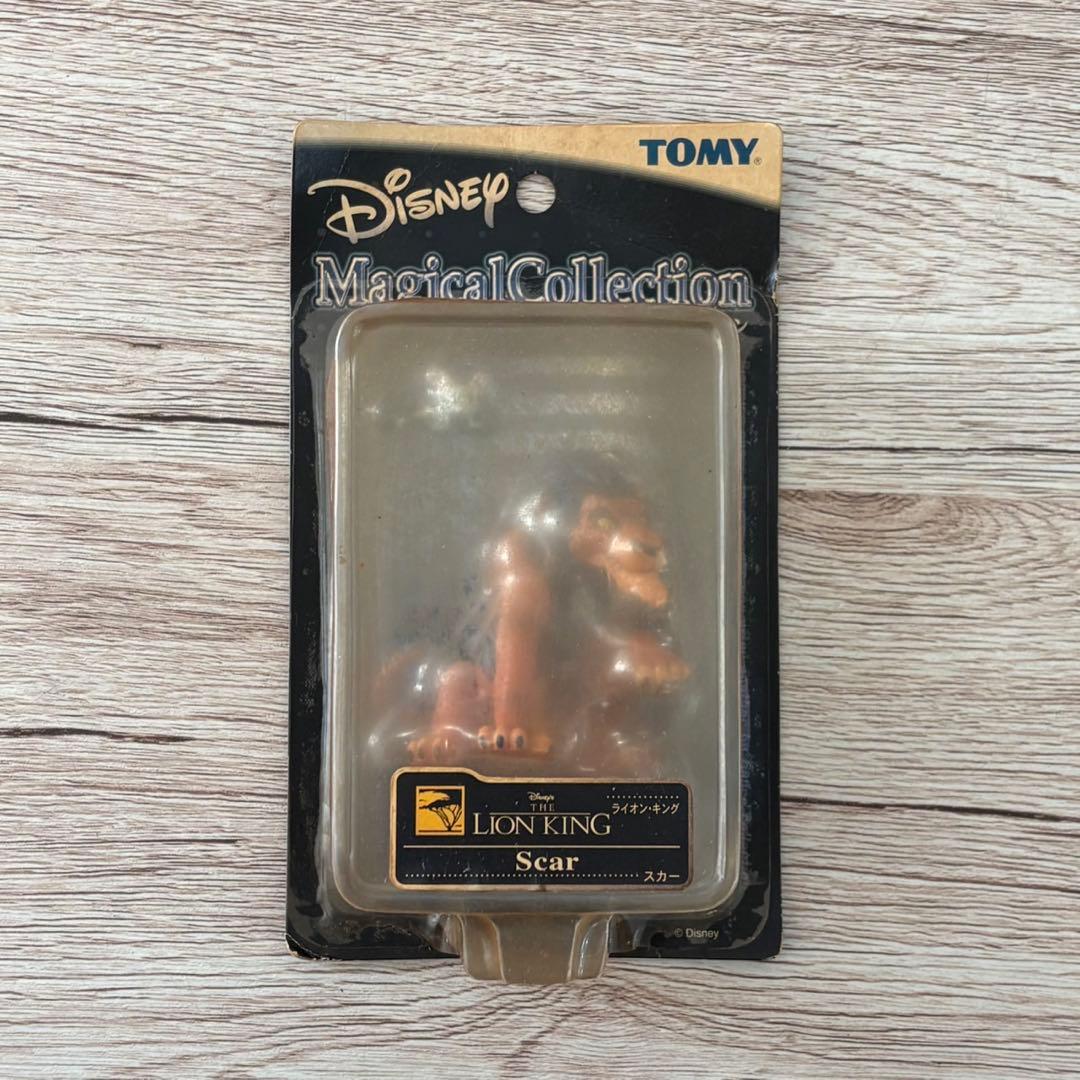 TOMY®
Disney
Magical Collection
Disney's
THE
LION KING
ライオン・キング
Scar
スカー
© Disney